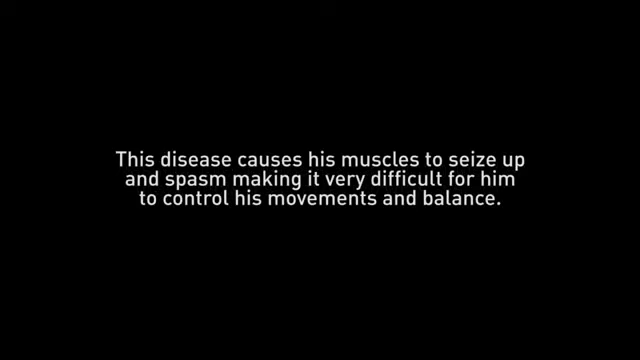 This disease causes his muscles to seize up
and spasm making it very difficult for him
to control his movements and balance.